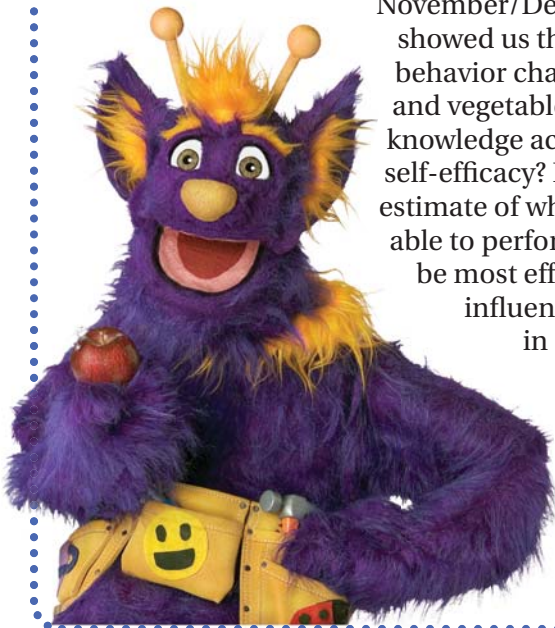 November/De
showed us th
behavior cha
and vegetable
knowledge ac
self-efficacy?
estimate of wh
able to perfor
be most eff
influen
in